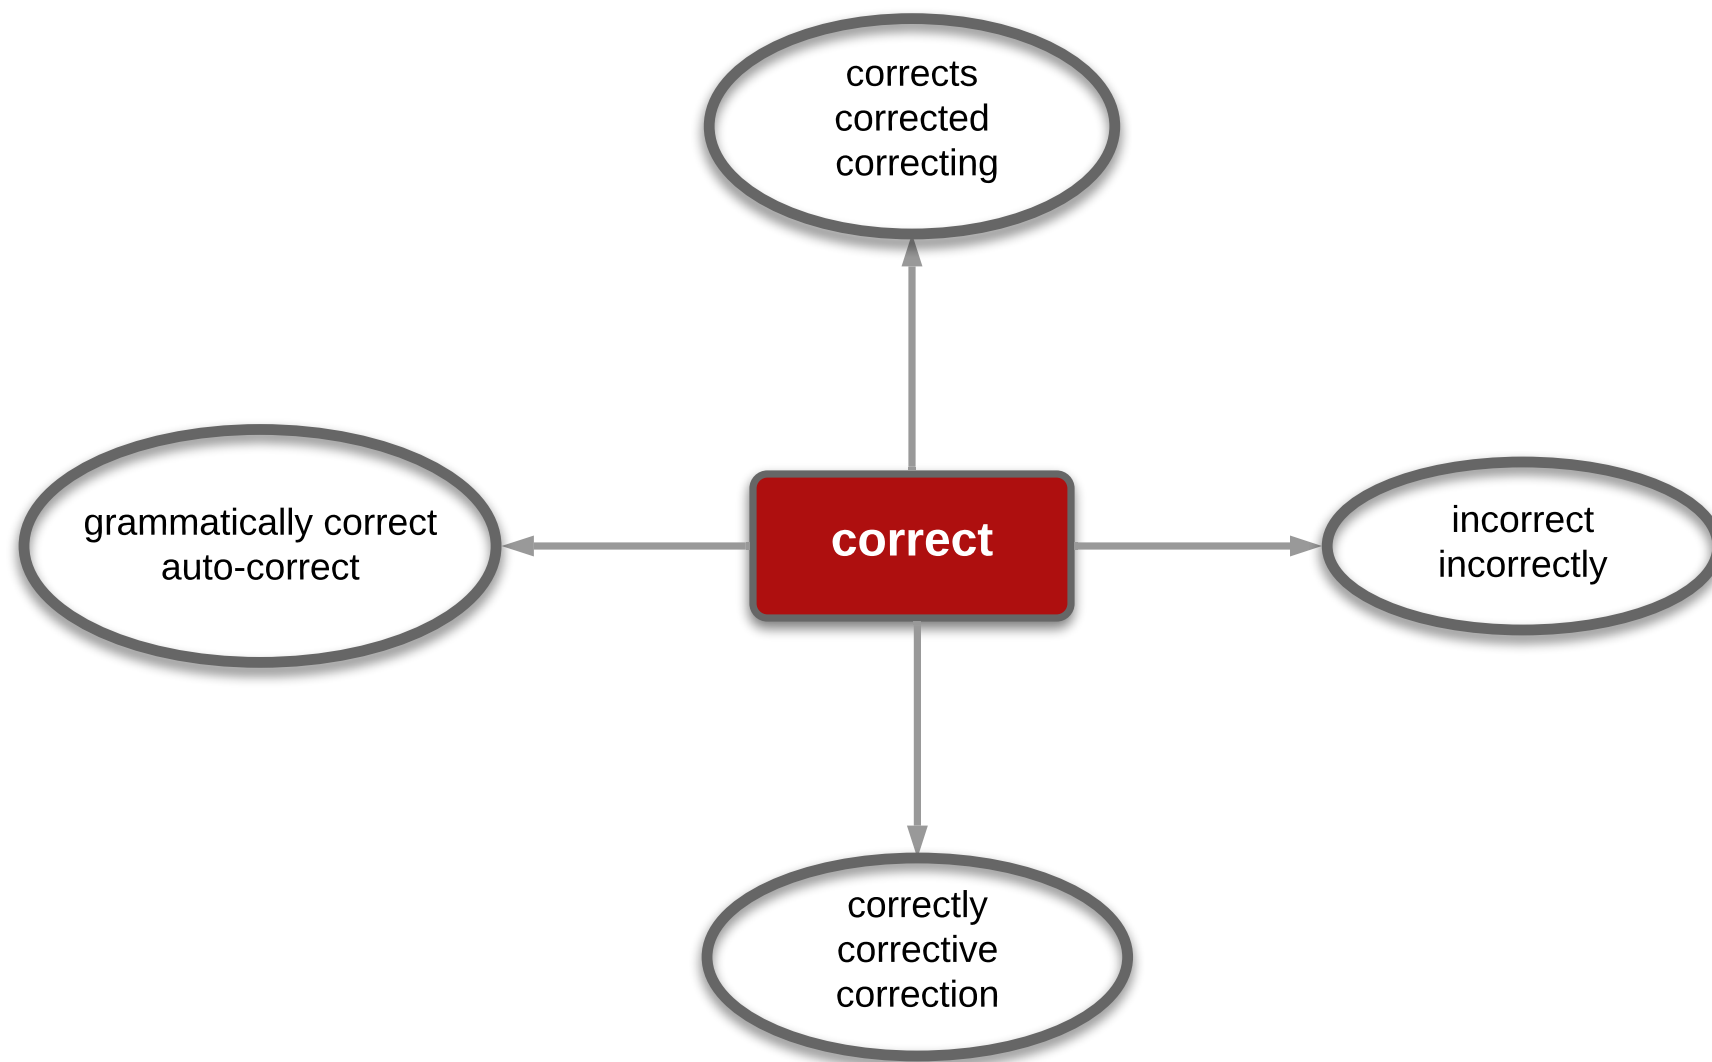 corrects
corrected
correcting
grammatically correct
auto-correct
correct
incorrect
incorrectly
correctly
corrective
correction